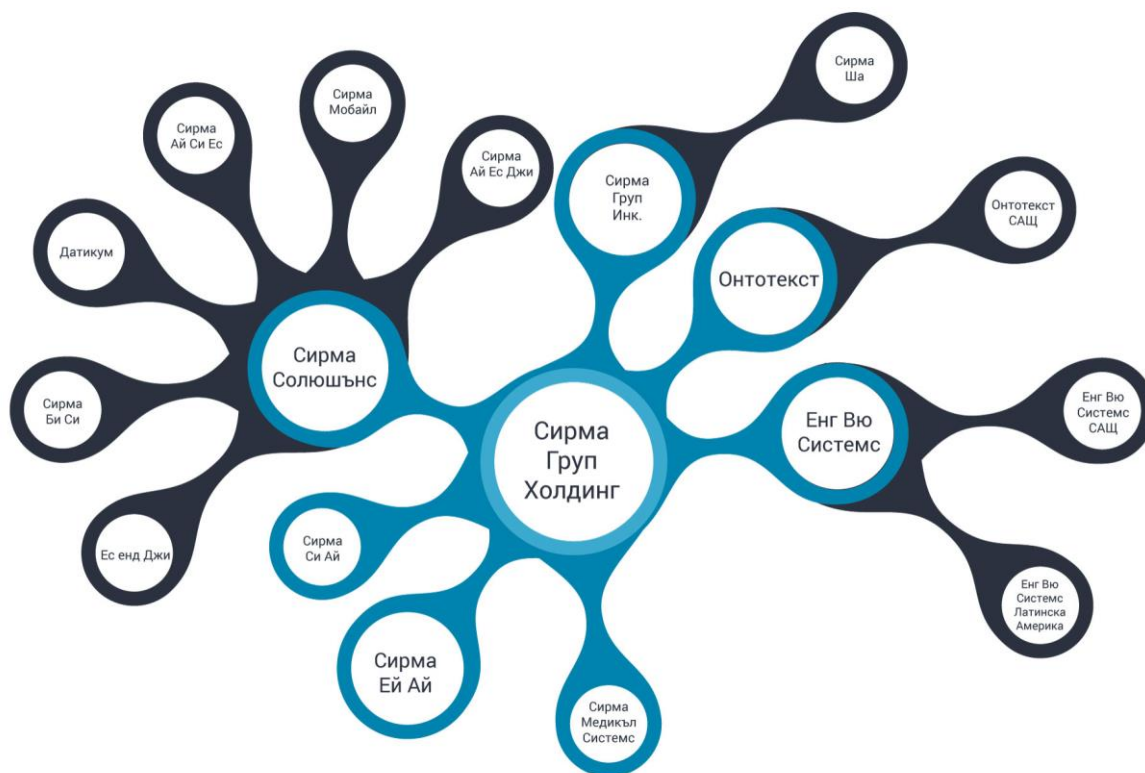 Сирма
Ша
Сирма
Мобайл
Сирма
Ай Си Ес
Сирма
Ай Ес Джи
Сирма
Груп
Инк.
Онтотекст
САЩ
Датикум
Онтотекст
Сирма
Солюшънс
Сирма
Би Си
Енг Вю
Системс
САЩ
Енг Вю
Системс
Сирма
Груп
Холдинг
Ес енд Джи
Сирма
Си Ай
Енг Вю
Системс
Латинска
Америка
Сирма
Ей Ай
Сирма
Медикъл
Системс